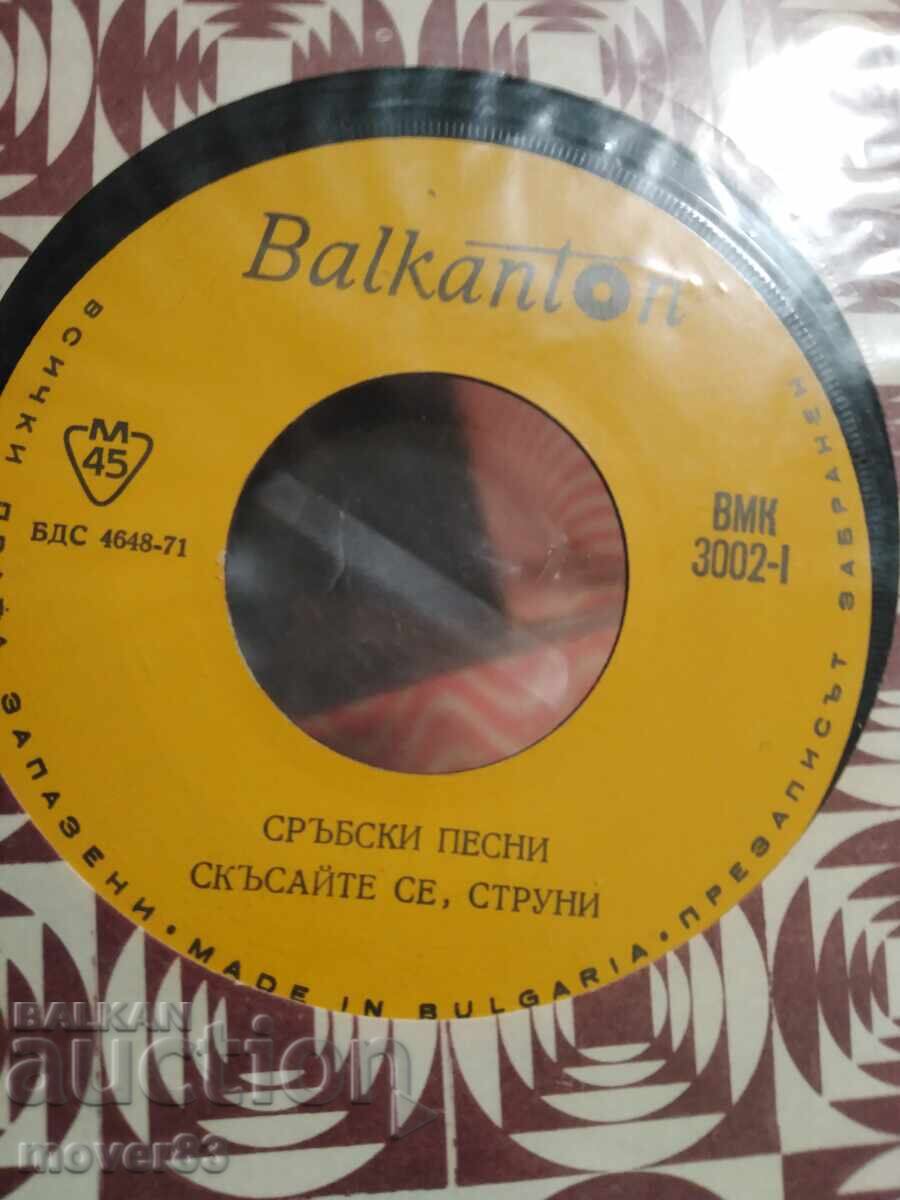 Balkanton
М
45
БДС 4648-71
ВМК
3002-I
СРЪБСКИ ПЕСНИ
СКЪСАЙТЕ СЕ, СТРУНИ
ВСИЧКИ ПРАВА ЗАПАЗЕНИ • MADE IN BULGARIA • ПРЕЗАПИСЪТ ЗАБРАНЕН
BALKAN
auction
mover83